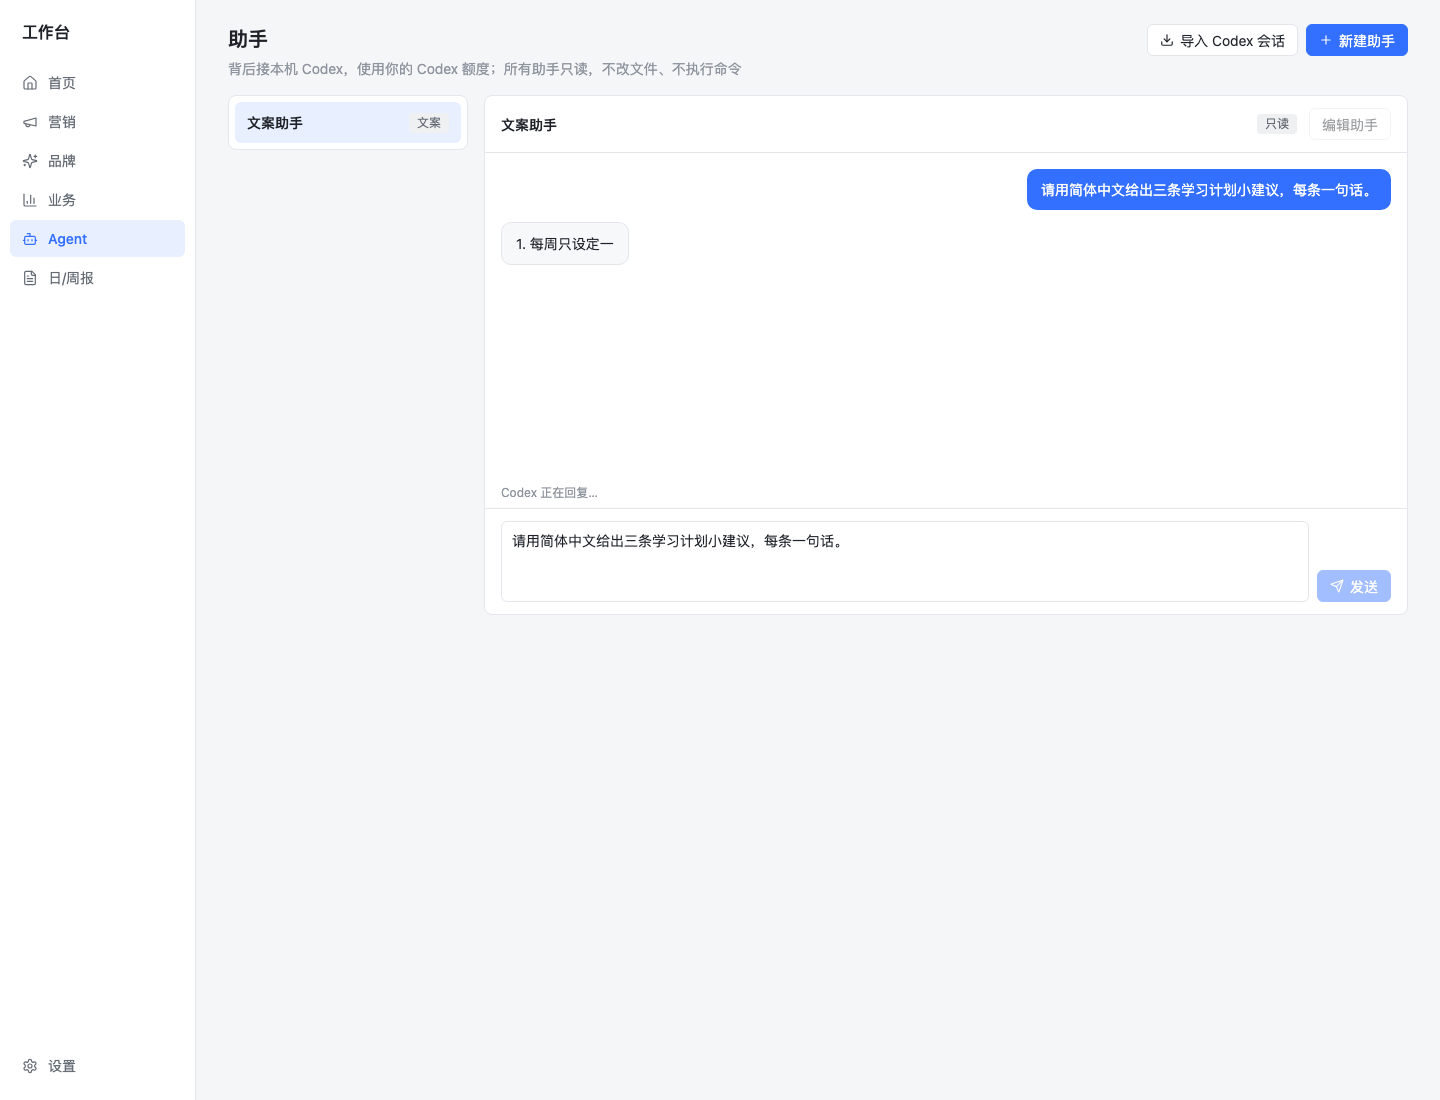 工作台
首页
营销
品牌
业务
Agent
日/周报
设置
助手
背后接本机 Codex，使用你的 Codex 额度；所有助手只读，不改文件、不执行命令
导入 Codex 会话
新建助手
文案助手
文案
文案助手
只读
编辑助手
请用简体中文给出三条学习计划小建议，每条一句话。
1. 每周只设定一
Codex 正在回复...
请用简体中文给出三条学习计划小建议，每条一句话。
发送